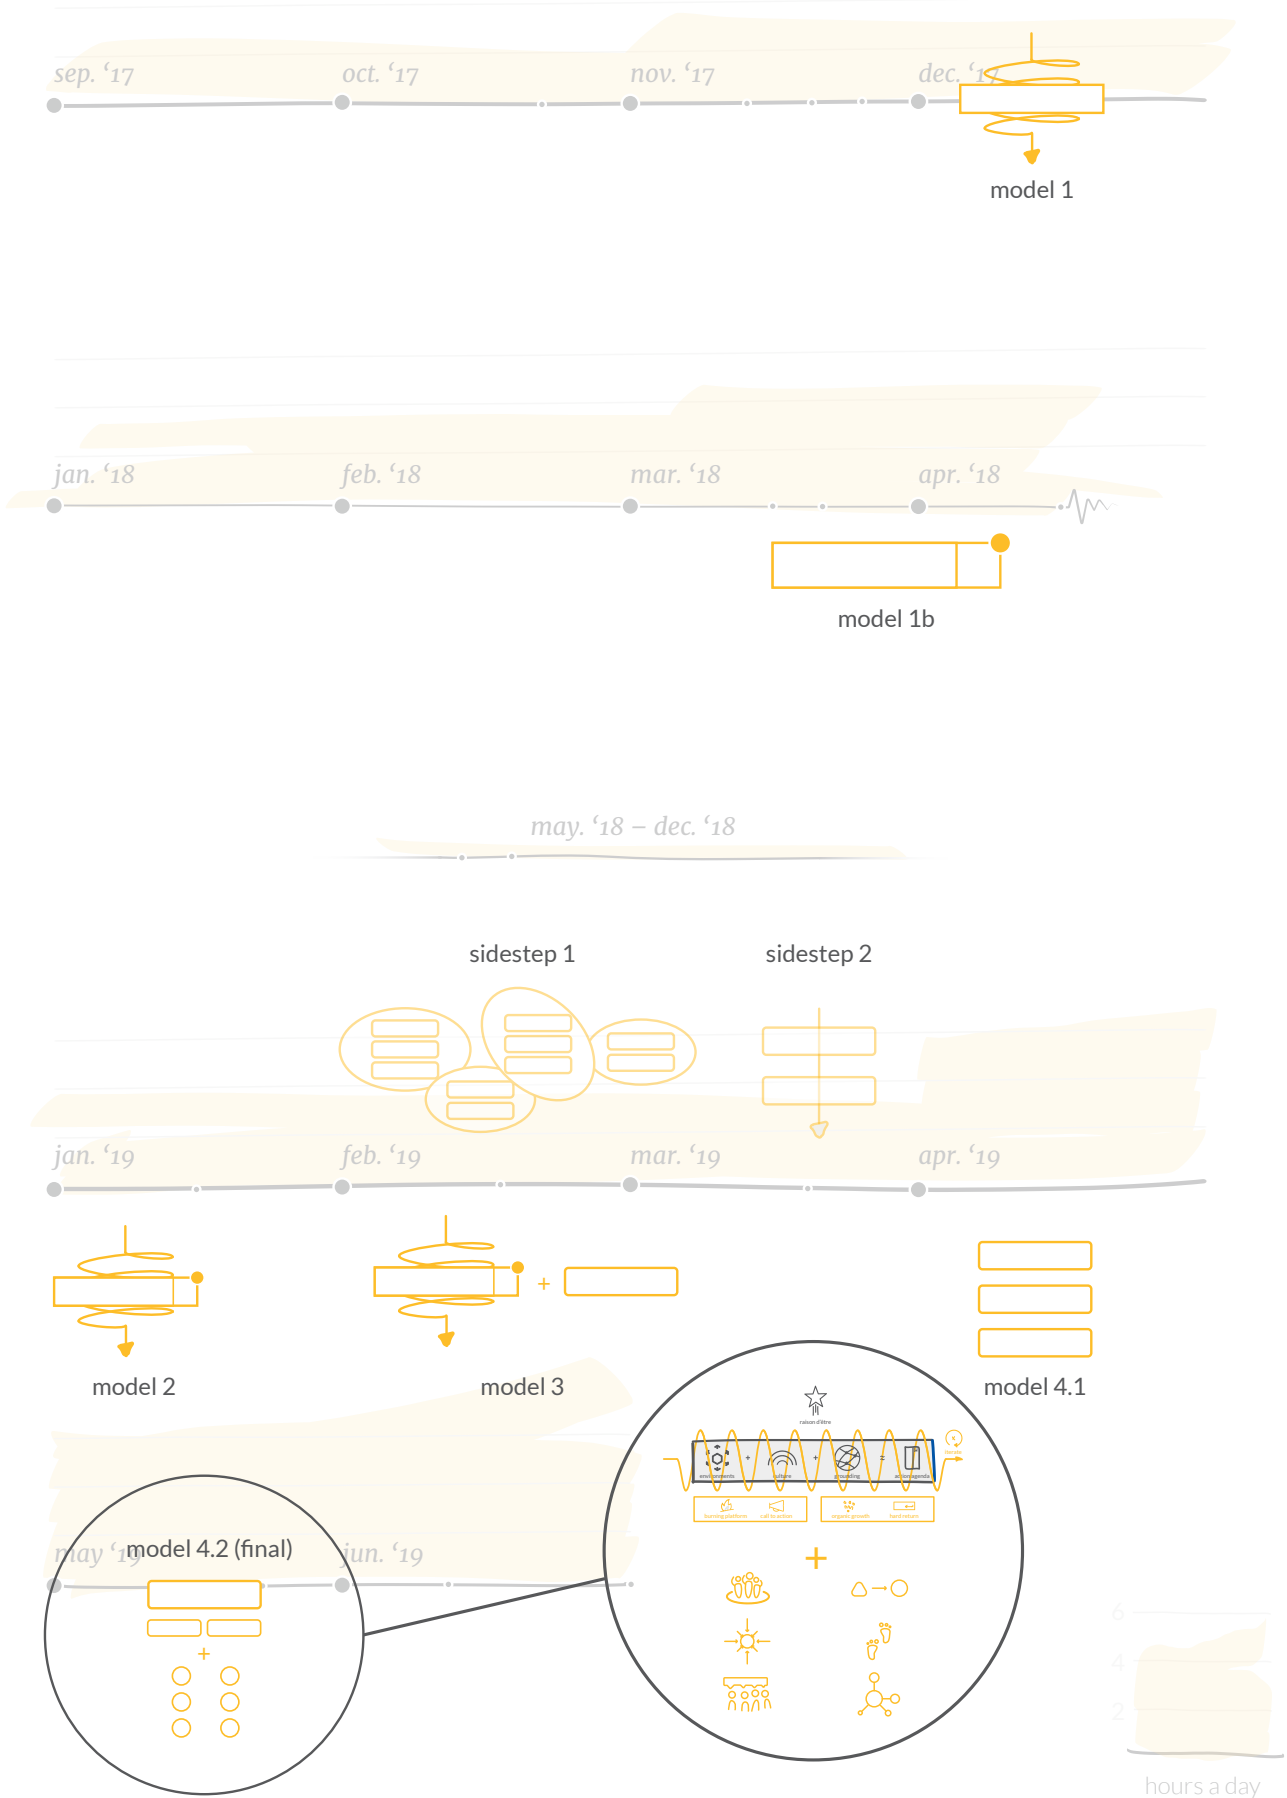 sep. ‘17 oct. ‘17 nov. ‘17 dec. ‘17
model 1
jan. ‘18 feb. ‘18 mar. ‘18 apr. ‘18
model 1b
may. ‘18 – dec. ‘18
sidestep 1 sidestep 2
jan. ‘19 feb. ‘19 mar. ‘19 apr. ‘19
+
model 2 model 3 model 4.1
raison d'être
iterate
+ + =
environments culture grounding action agenda
burning platform call to action organic growth hard return
+
may ‘19 model 4.2 (final) jun. ‘19
+
6
4
2
hours a day